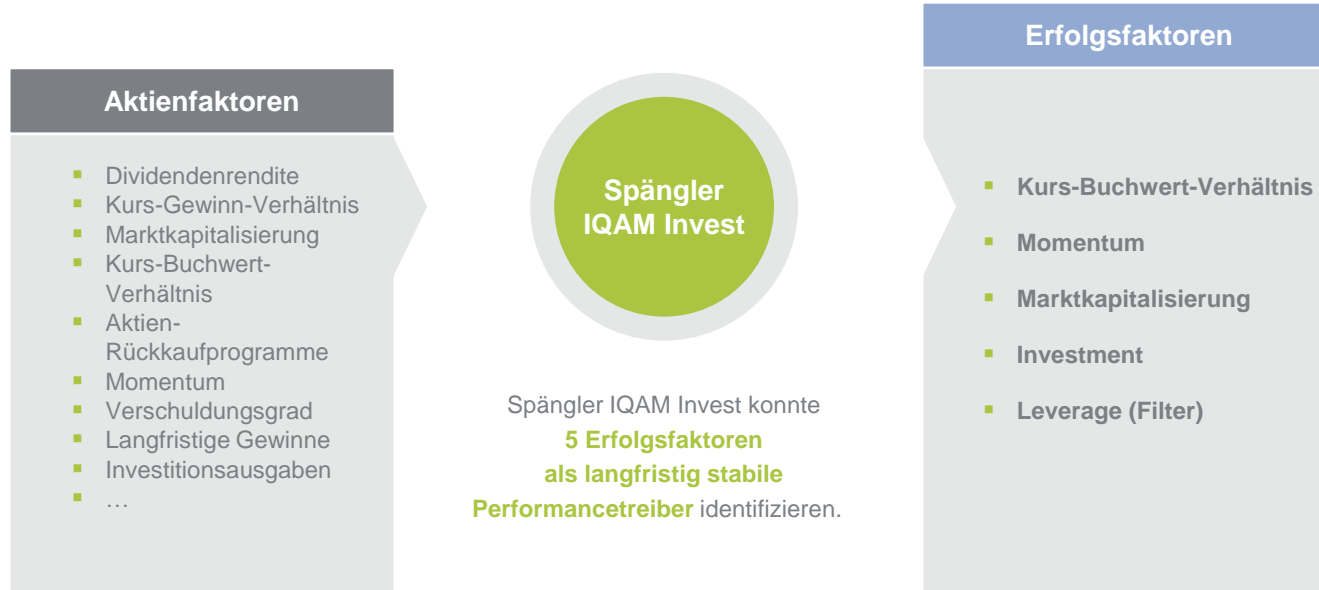 Aktienfaktoren
Dividendenrendite
Kurs-Gewinn-Verhältnis
Marktkapitalisierung
Kurs-Buchwert-
Verhältnis
Aktien-
Rückkaufprogramme
Momentum
Verschuldungsgrad
Langfristige Gewinne
Investitionsausgaben
…
Spängler
IQAM Invest
Spängler IQAM Invest konnte
5 Erfolgsfaktoren
als langfristig stabile
Performancetreiber identifizieren.
Erfolgsfaktoren
Kurs-Buchwert-Verhältnis
Momentum
Marktkapitalisierung
Investment
Leverage (Filter)